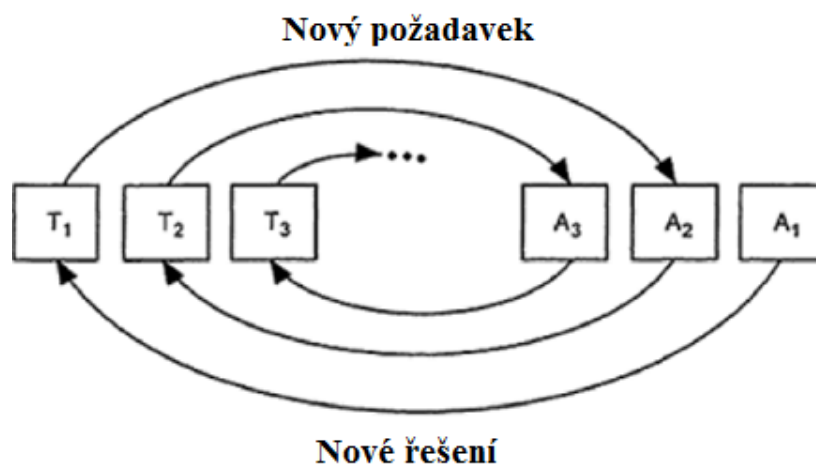 Nový požadavek
T₁ T₂ T₃ ... A₃ A₂ A₁
Nové řešení